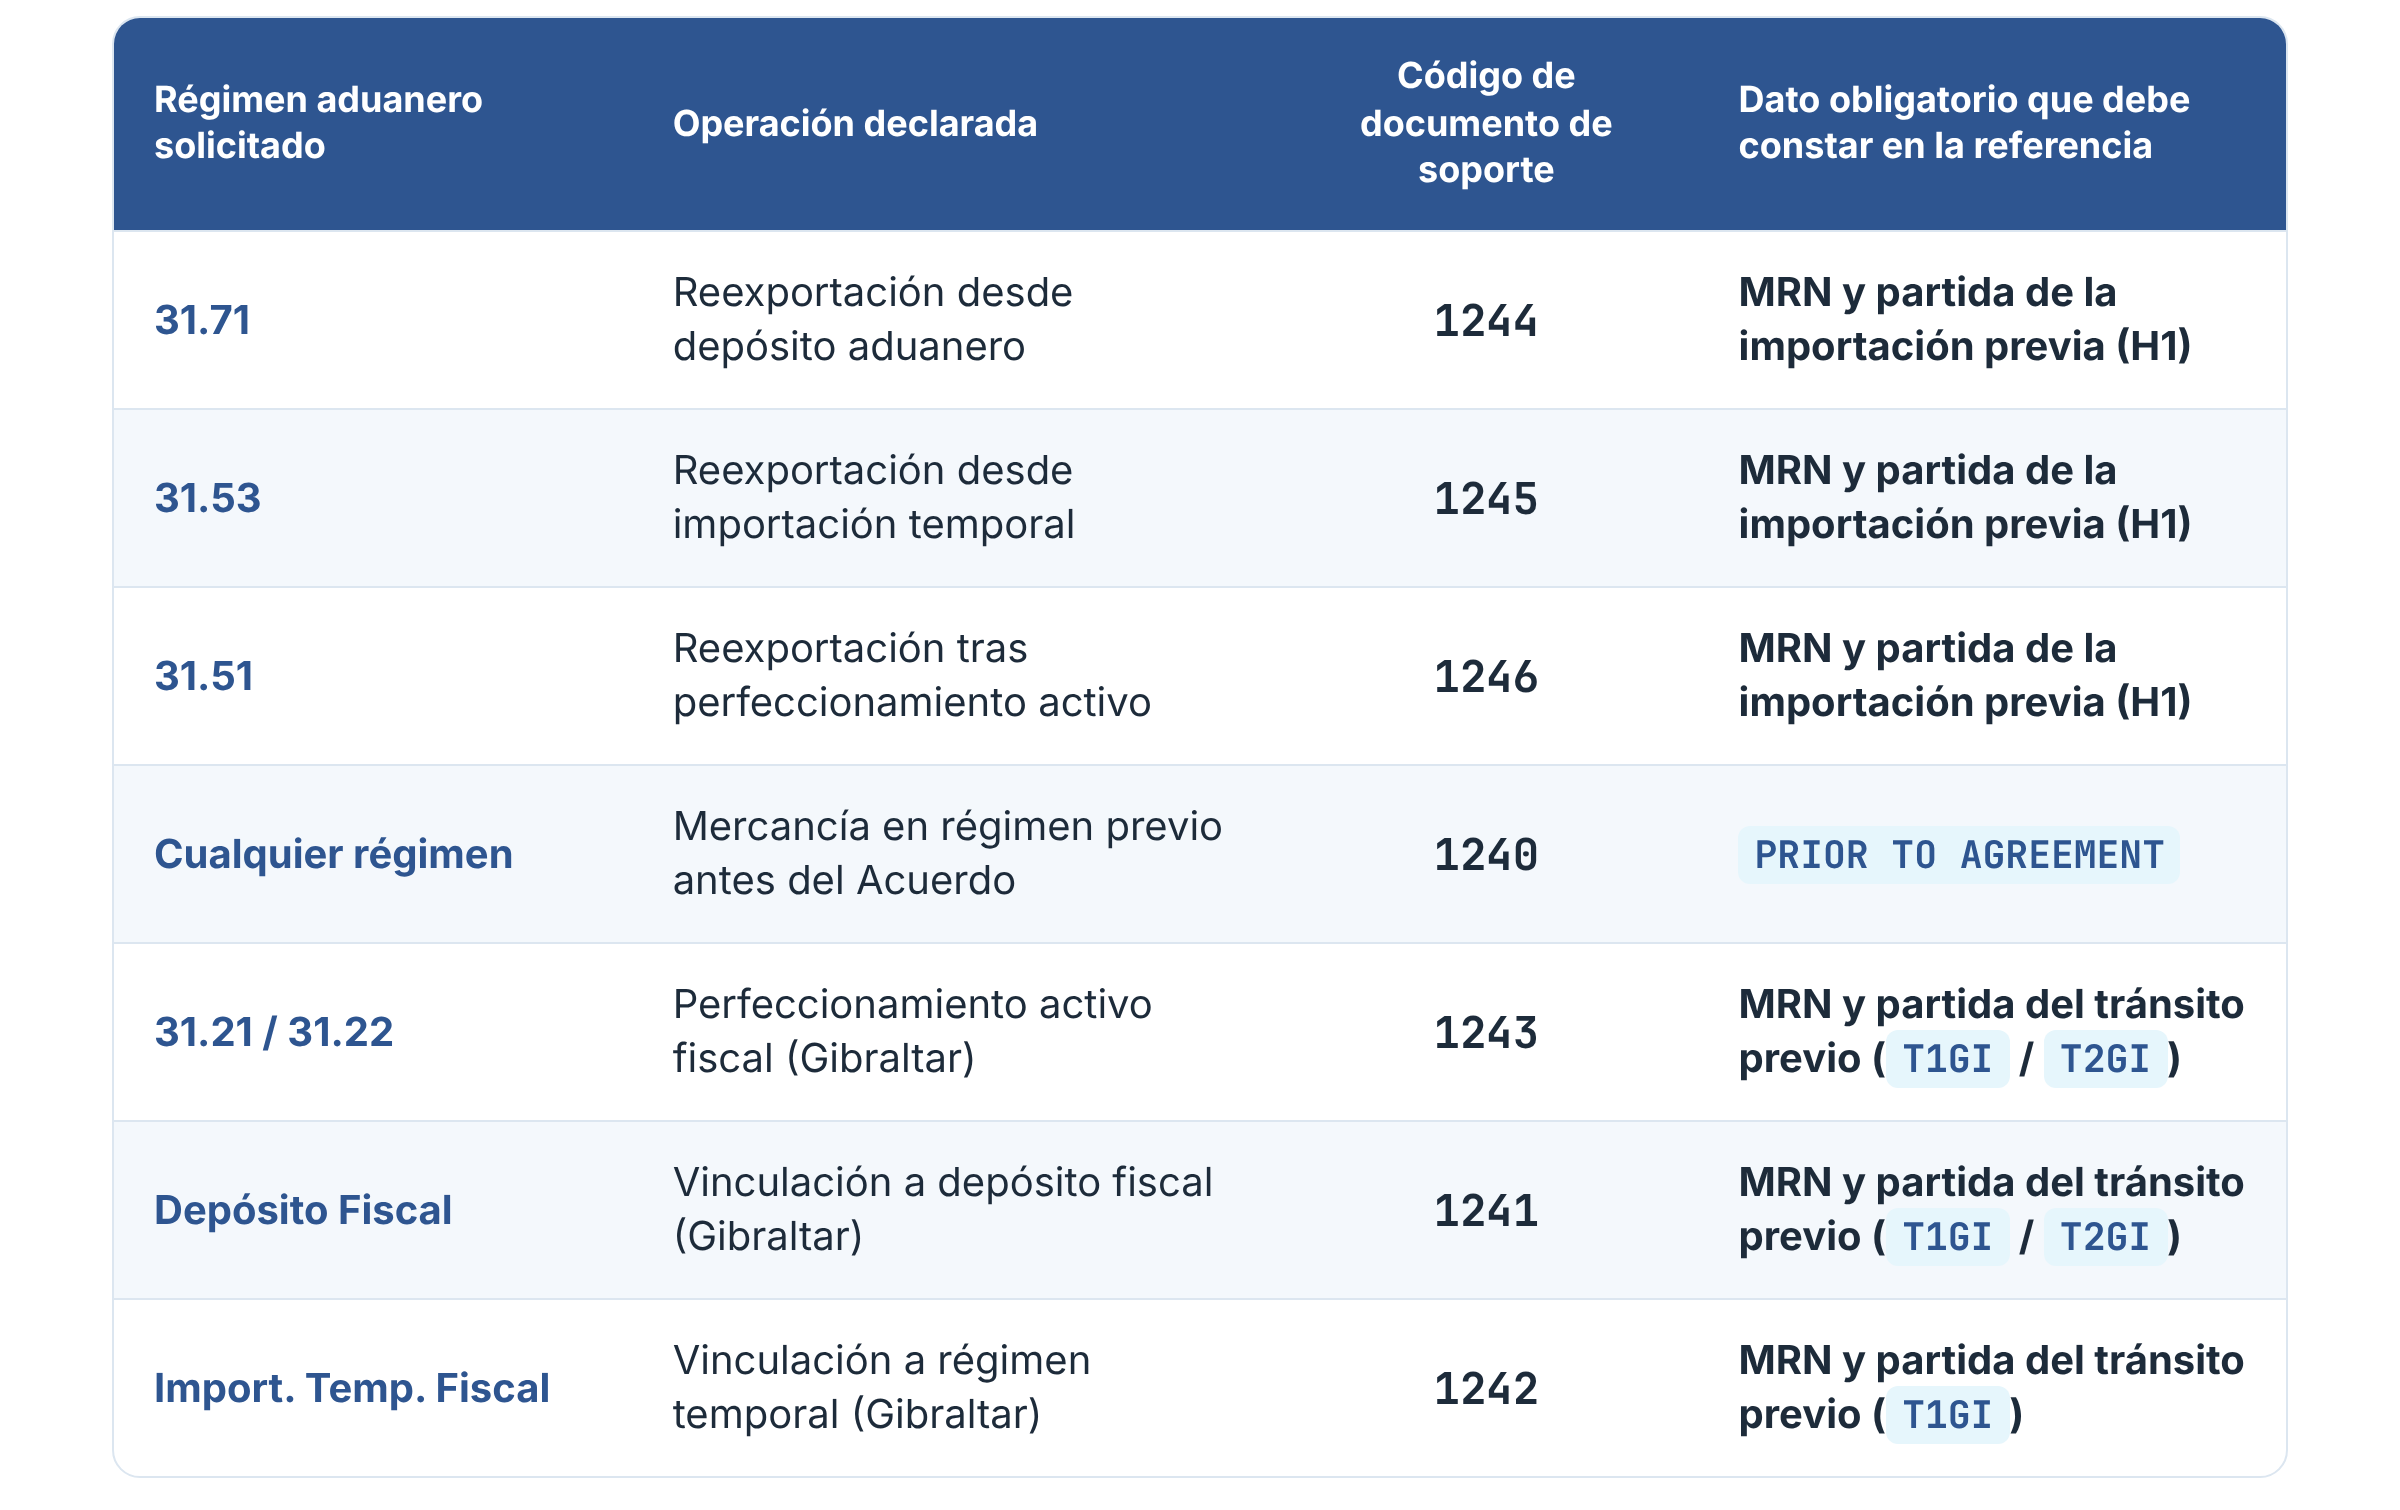 Régimen aduanero
solicitado
Operación declarada
Código de
documento de
soporte
Dato obligatorio que debe
constar en la referencia
31.71
Reexportación desde
depósito aduanero
1244
MRN y partida de la
importación previa (H1)
31.53
Reexportación desde
importación temporal
1245
MRN y partida de la
importación previa (H1)
31.51
Reexportación tras
perfeccionamiento activo
1246
MRN y partida de la
importación previa (H1)
Cualquier régimen
Mercancía en régimen previo
antes del Acuerdo
1240
PRIOR TO AGREEMENT
31.21 / 31.22
Perfeccionamiento activo
fiscal (Gibraltar)
1243
MRN y partida del tránsito
previo ( T1GI / T2GI )
Depósito Fiscal
Vinculación a depósito fiscal
(Gibraltar)
1241
MRN y partida del tránsito
previo ( T1GI / T2GI )
Import. Temp. Fiscal
Vinculación a régimen
temporal (Gibraltar)
1242
MRN y partida del tránsito
previo ( T1GI )